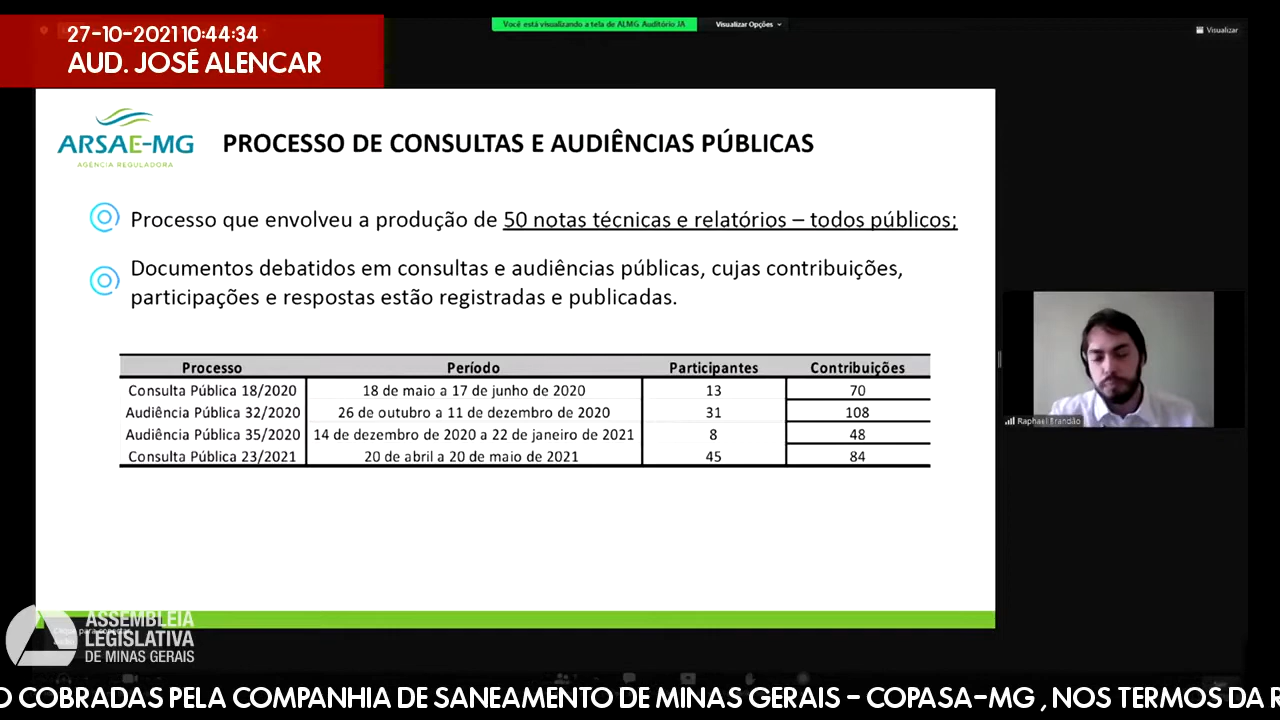 27-10-2021 10:44:34
AUD. JOSÉ ALENCAR
Você está visualizando a tela de ALMG Auditório JA
Visualizar Opções
Visualizar
ARSAE-MG
AGÊNCIA REGULADORA
PROCESSO DE CONSULTAS E AUDIÊNCIAS PÚBLICAS
Processo que envolveu a produção de 50 notas técnicas e relatórios – todos públicos;
Documentos debatidos em consultas e audiências públicas, cujas contribuições,
participações e respostas estão registradas e publicadas.
Processo Período Participantes Contribuições
Consulta Pública 18/2020 18 de maio a 17 de junho de 2020 13 70
Audiência Pública 32/2020 26 de outubro a 11 de dezembro de 2020 31 108
Audiência Pública 35/2020 14 de dezembro de 2020 a 22 de janeiro de 2021 8 48
Consulta Pública 23/2021 20 de abril a 20 de maio de 2021 45 84
Raphael Brandão
ASSEMBLEIA
LEGISLATIVA
DE MINAS GERAIS
O COBRADAS PELA COMPANHIA DE SANEAMENTO DE MINAS GERAIS – COPASA-MG , NOS TERMOS DA